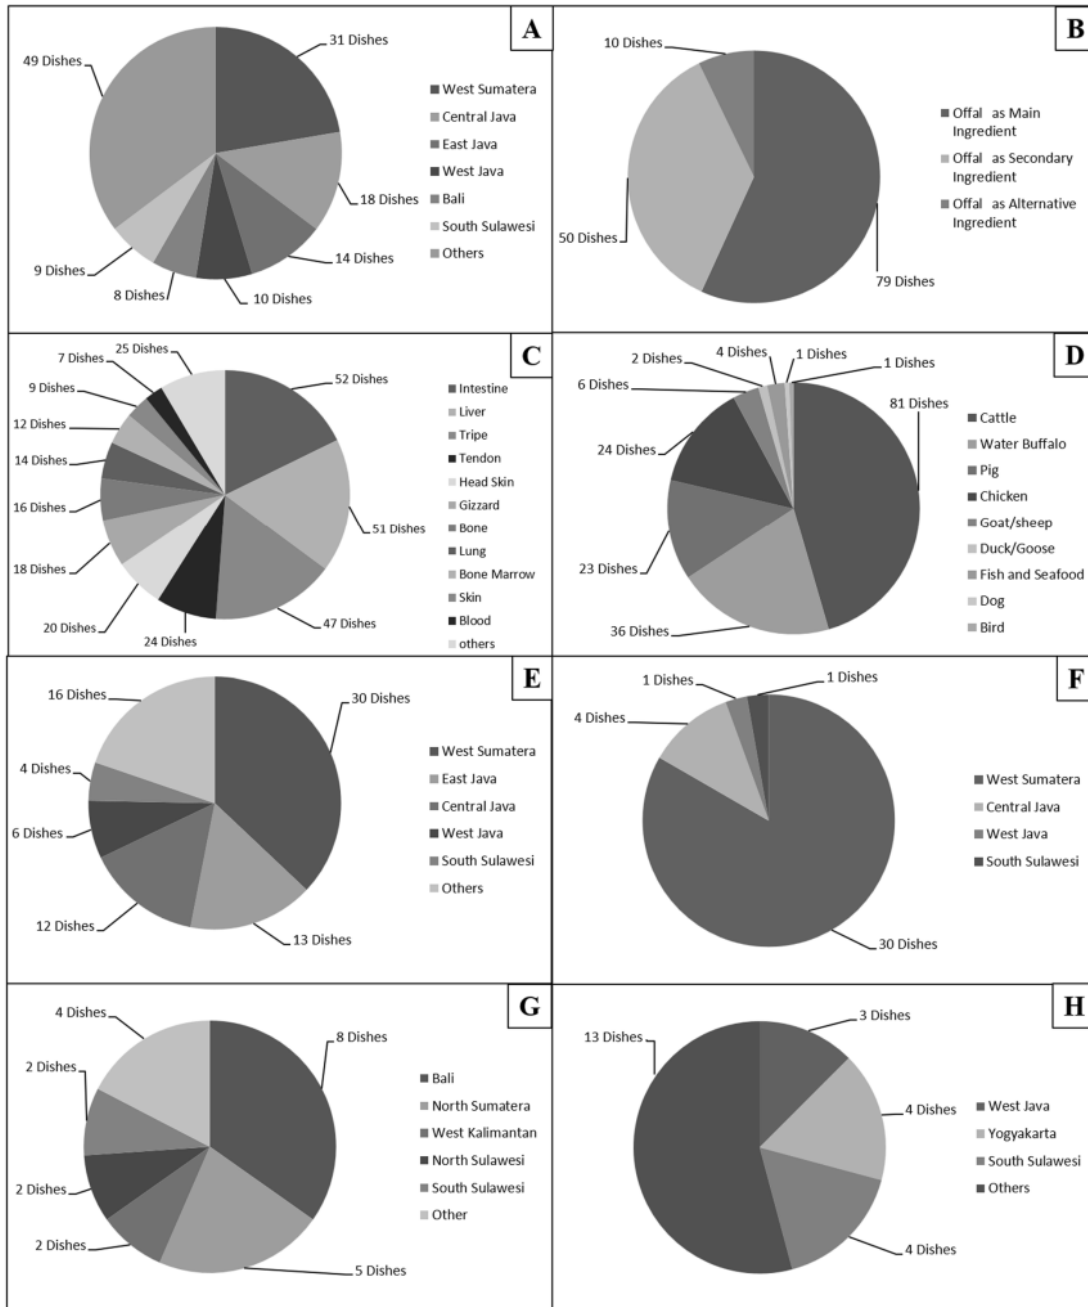 A
31 Dishes
49 Dishes
18 Dishes
14 Dishes
10 Dishes
8 Dishes
9 Dishes
West Sumatera
Central Java
East Java
West Java
Bali
South Sulawesi
Others
B
10 Dishes
50 Dishes
79 Dishes
Offal as Main
Ingredient
Offal as Secondary
Ingredient
Offal as Alternative
Ingredient
C
25 Dishes
7 Dishes
9 Dishes
12 Dishes
14 Dishes
16 Dishes
18 Dishes
20 Dishes
24 Dishes
47 Dishes
51 Dishes
52 Dishes
Intestine
Liver
Tripe
Tendon
Head Skin
Gizzard
Bone
Lung
Bone Marrow
Skin
Blood
others
D
2 Dishes
4 Dishes
1 Dishes
1 Dishes
6 Dishes
81 Dishes
24 Dishes
23 Dishes
36 Dishes
Cattle
Water Buffalo
Pig
Chicken
Goat/sheep
Duck/Goose
Fish and Seafood
Dog
Bird
E
16 Dishes
30 Dishes
4 Dishes
6 Dishes
12 Dishes
13 Dishes
West Sumatera
East Java
Central Java
West Java
South Sulawesi
Others
F
1 Dishes
1 Dishes
4 Dishes
30 Dishes
West Sumatera
Central Java
West Java
South Sulawesi
G
4 Dishes
8 Dishes
2 Dishes
2 Dishes
2 Dishes
5 Dishes
Bali
North Sumatera
West Kalimantan
North Sulawesi
South Sulawesi
Other
H
3 Dishes
13 Dishes
4 Dishes
4 Dishes
West Java
Yogyakarta
South Sulawesi
Others